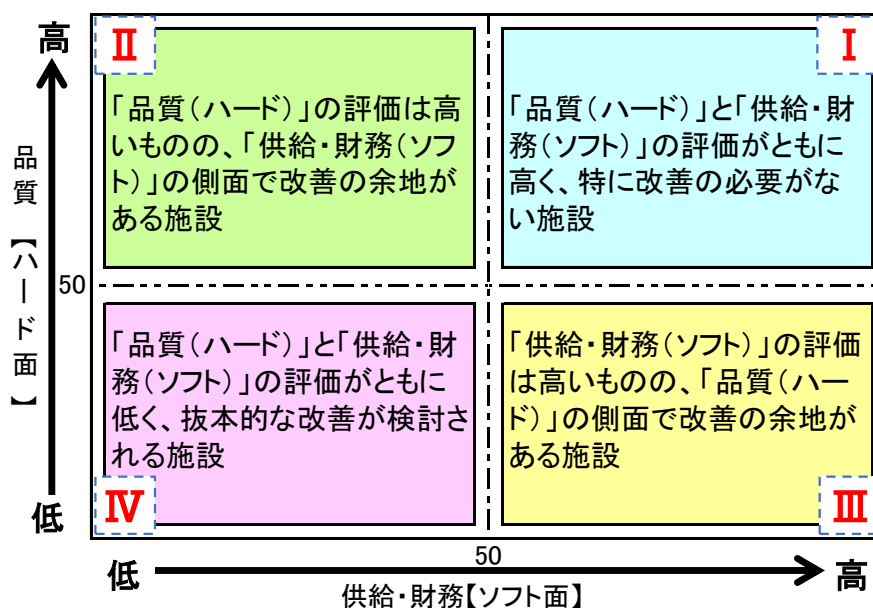 高
Ⅱ
「品質(ハード)」の評価は高
いものの、「供給・財務(ソフ
ト)」の側面で改善の余地が
ある施設
Ⅰ
「品質(ハード)」と「供給・財
務(ソフト)」の評価がともに
高く、特に改善の必要がな
い施設
品質【ハード面】
50
「品質(ハード)」と「供給・財
務(ソフト)」の評価がともに
低く、抜本的な改善が検討さ
れる施設
Ⅳ
「供給・財務(ソフト)」の評価
は高いものの、「品質(ハー
ド)」の側面で改善の余地が
ある施設
Ⅲ
低
50
低
高
供給・財務【ソフト面】